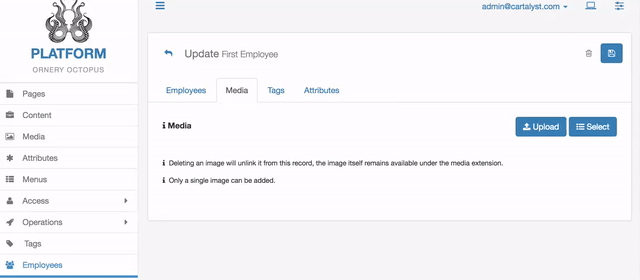 admin@cartalyst.com
PLATFORM
ORNERY OCTOPUS
Pages
Content
Media
Attributes
Menus
Access
Operations
Tags
Employees
Update First Employee
Employees
Media
Tags
Attributes
Media
Upload
Select
Deleting an image will unlink it from this record, the image itself remains available under the media extension.
Only a single image can be added.